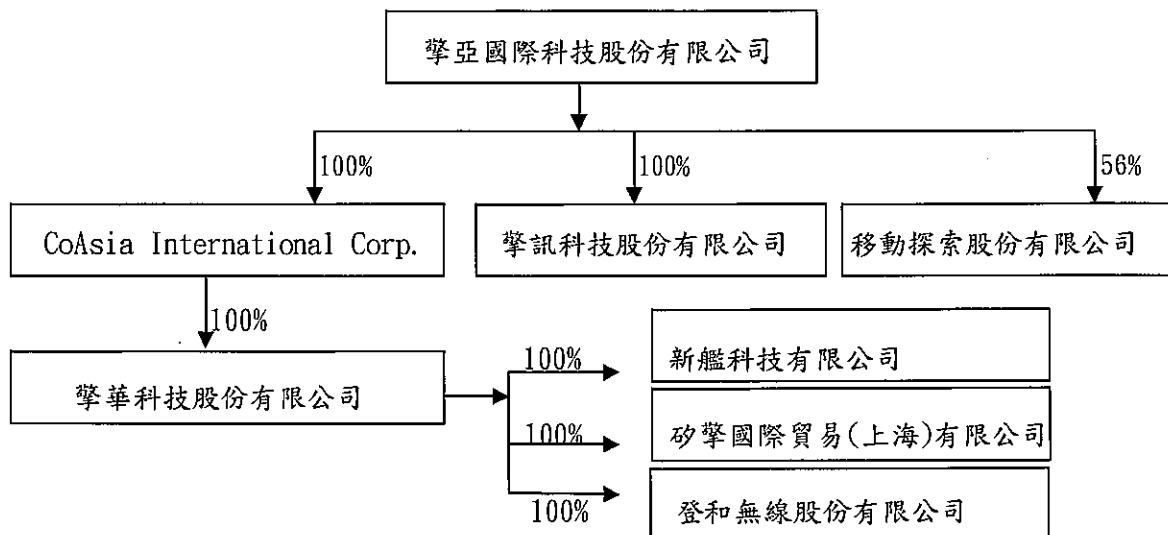 擎亞國際科技股份有限公司
100%
100%
56%
CoAsia International Corp.
擎訊科技股份有限公司
移動探索股份有限公司
100%
擎華科技股份有限公司
100%
新艦科技有限公司
100%
矽擎國際貿易(上海)有限公司
100%
登和無線股份有限公司